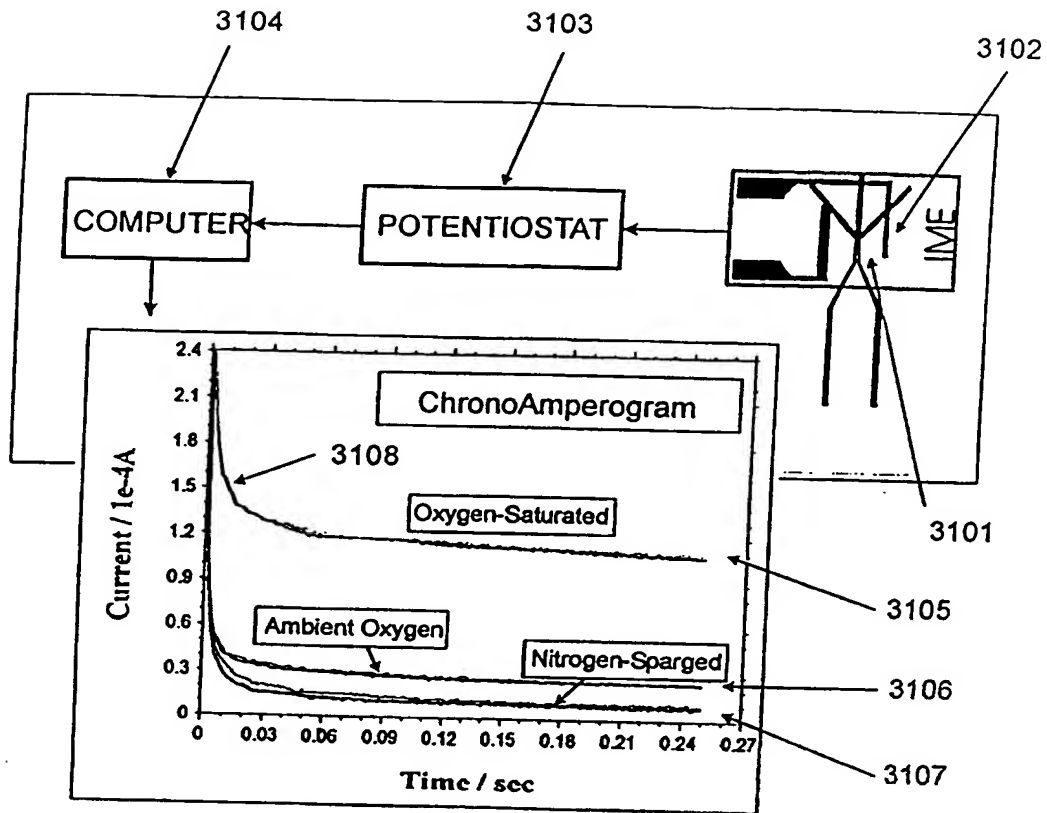 3104
3103
3102
COMPUTER
POTENTIOSTAT
IME
ChronoAmperogram
3108
Oxygen-Saturated
3101
3105
Ambient Oxygen
Nitrogen-Sparged
3106
3107
Current / 1e-4A
2.4
2.1
1.8
1.5
1.2
0.9
0.6
0.3
0
0 0.03 0.06 0.09 0.12 0.15 0.18 0.21 0.24 0.27
Time / sec